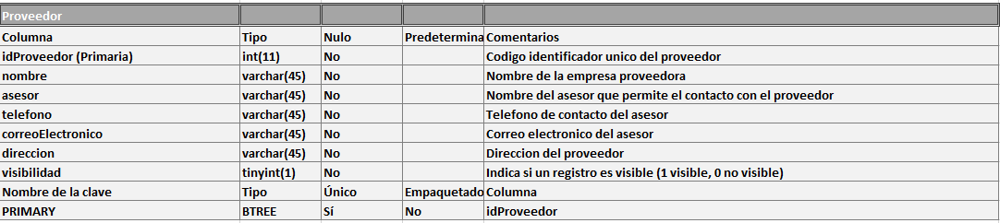 Proveedor
Columna Tipo Nulo Predetermina Comentarios
idProveedor (Primaria) int(11) No Codigo identificador unico del proveedor
nombre varchar(45) No Nombre de la empresa proveedora
asesor varchar(45) No Nombre del asesor que permite el contacto con el proveedor
telefono varchar(45) No Telefono de contacto del asesor
correoElectronico varchar(45) No Correo electronico del asesor
direccion varchar(45) No Direccion del proveedor
visibilidad tinyint(1) No Indica si un registro es visible (1 visible, 0 no visible)
Nombre de la clave Tipo Único Empaquetado Columna
PRIMARY BTREE Sí No idProveedor